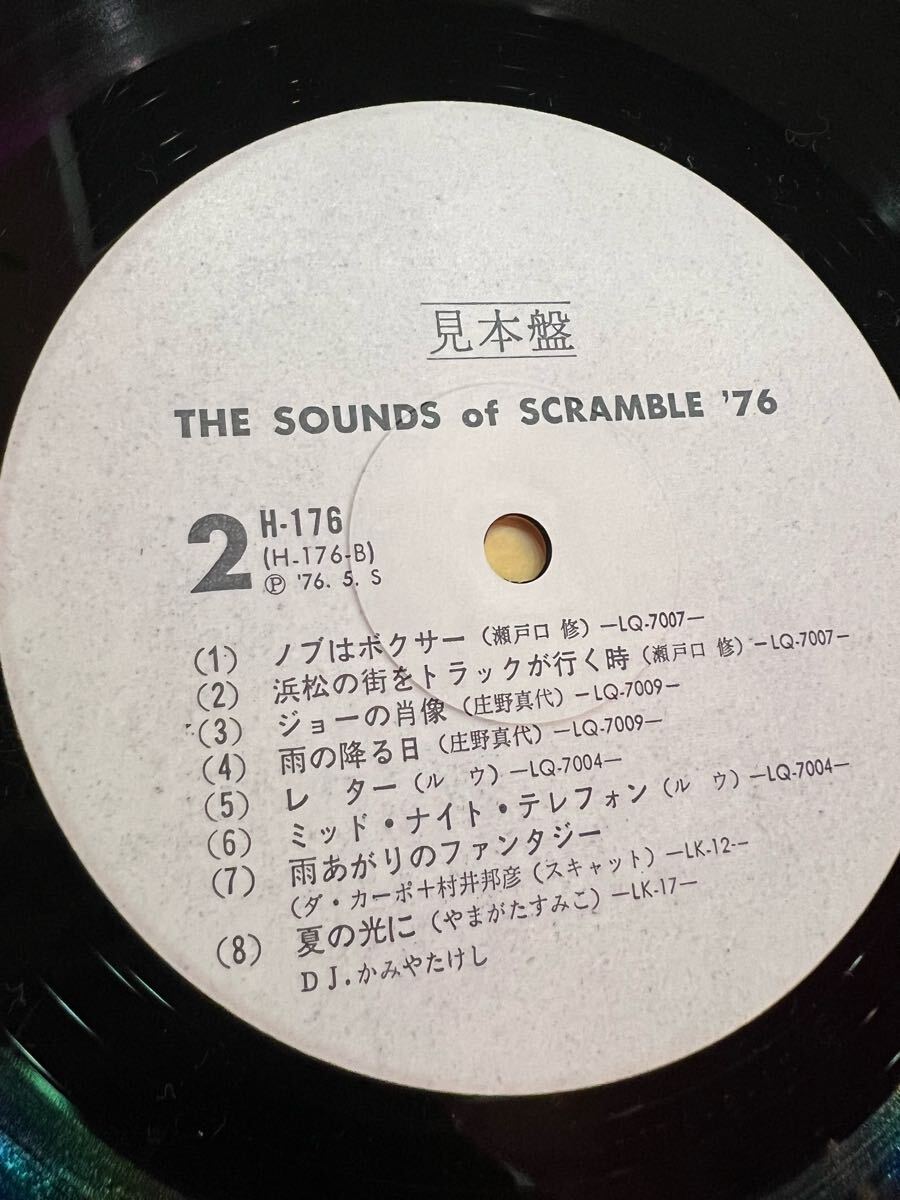 見本盤
THE SOUNDS of SCRAMBLE '76
2
H-176
(H-176-B)
Ⓟ '76. 5. S
(1) ノブはボクサー (瀬戸口 修) —LQ-7007—
(2) 浜松の街をトラックが行く時 (瀬戸口 修) —LQ-7007—
(3) ジョーの肖像 (庄野真代) —LQ-7009—
(4) 雨の降る日 (庄野真代) —LQ-7009—
(5) レ ター (ル ウ) —LQ-7004—
(6) ミッド・ナイト・テレフォン (ル ウ) —LQ-7004—
(7) 雨あがりのファンタジー
(ダ・カーポ+村井邦彦 (スキャット) —LK-12-—
(8) 夏の光に (やまがたすみこ) —LK-17—
DJ.かみやたけし